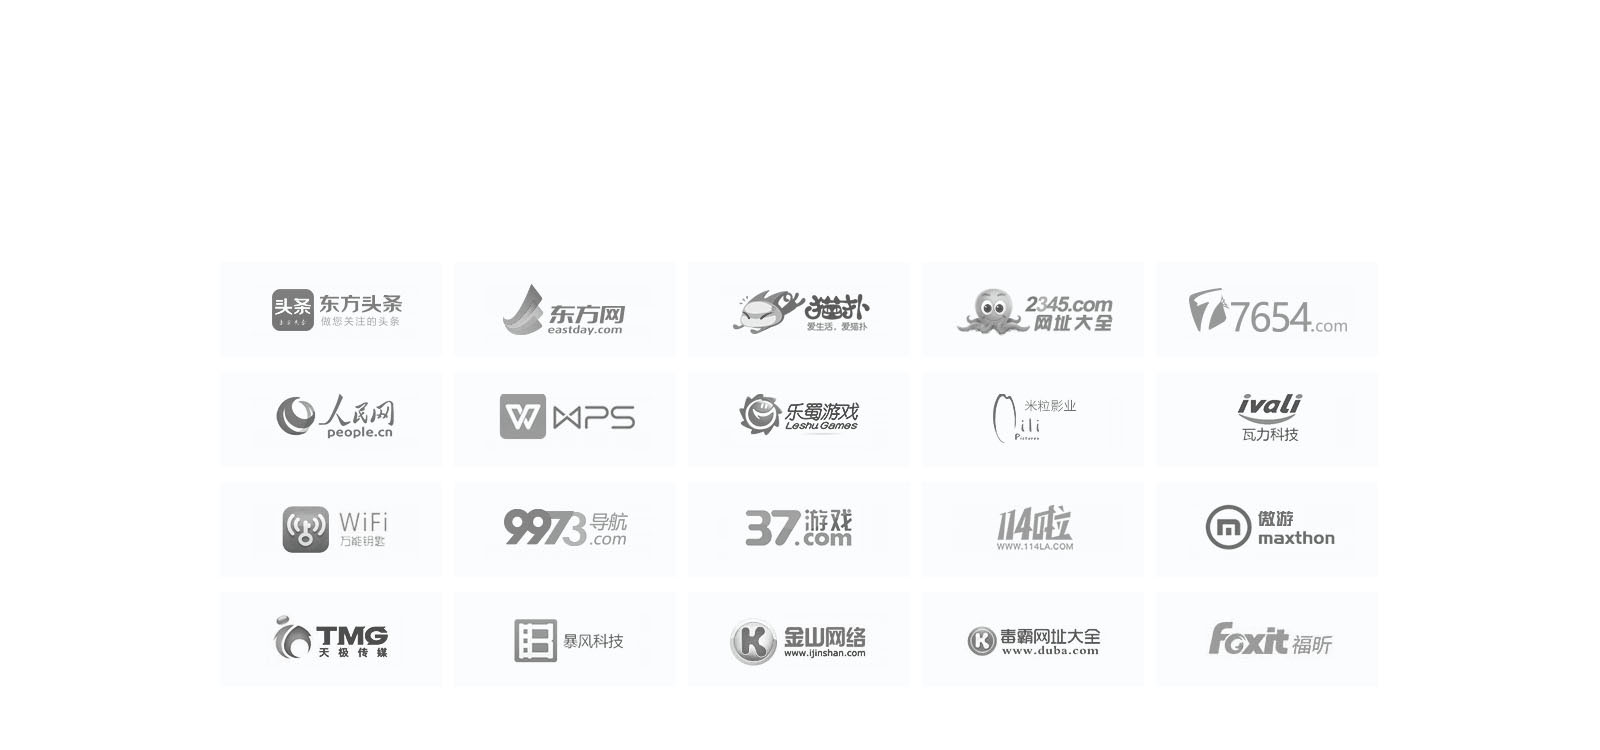 头条
东方头条
做您关注的头条
东方网
eastday.com
猫扑
爱生活，爱猫扑
2345.com
网址大全
7654.com
人民网
people.cn
W WPS
乐蜀游戏
Leshu Games
米粒影业
Mili
Pictures
ivali
瓦力科技
WiFi
万能钥匙
9973导航
.com
37游戏
.com
114啦
WWW.114LA.COM
傲游
maxthon
TMG
天极传媒
暴风科技
K
金山网络
www.ijinshan.com
K
毒霸网址大全
www.duba.com
Foxit福昕